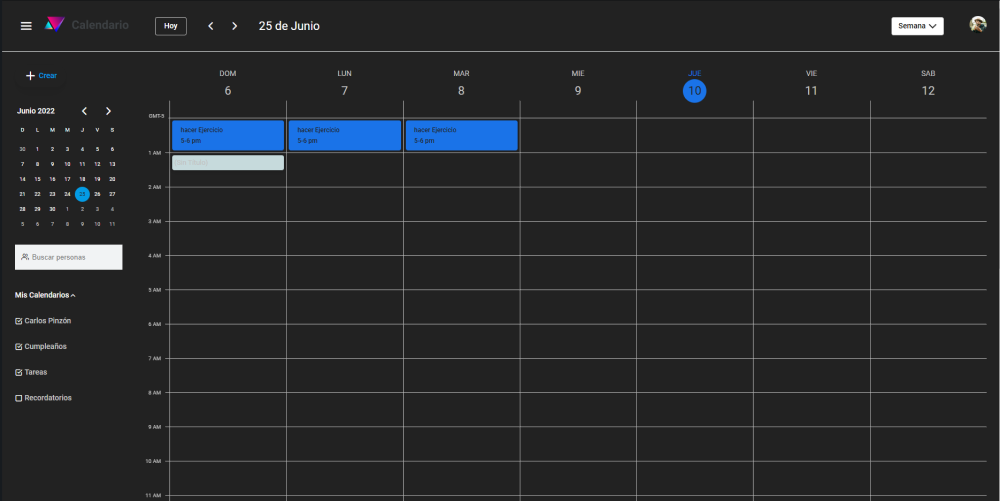 Calendario
Hoy
25 de Junio
Semana
Crear
Junio 2022
D L M M J V S
30 1 2 3 4 5 6
7 8 9 10 11 12 13
14 15 16 17 18 19 20
21 22 23 24 25 26 27
28 29 30 1 2 3 4
5 6 7 8 9 10 11
Buscar personas
Mis Calendarios
Carlos Pinzón
Cumpleaños
Tareas
Recordatorios
DOM LUN MAR MIE JUE VIE SAB
6 7 8 9 10 11 12
GMT-5
hacer Ejercicio hacer Ejercicio hacer Ejercicio
5-6 pm 5-6 pm 5-6 pm
1 AM
2 AM
3 AM
4 AM
5 AM
6 AM
7 AM
8 AM
9 AM
10 AM
11 AM